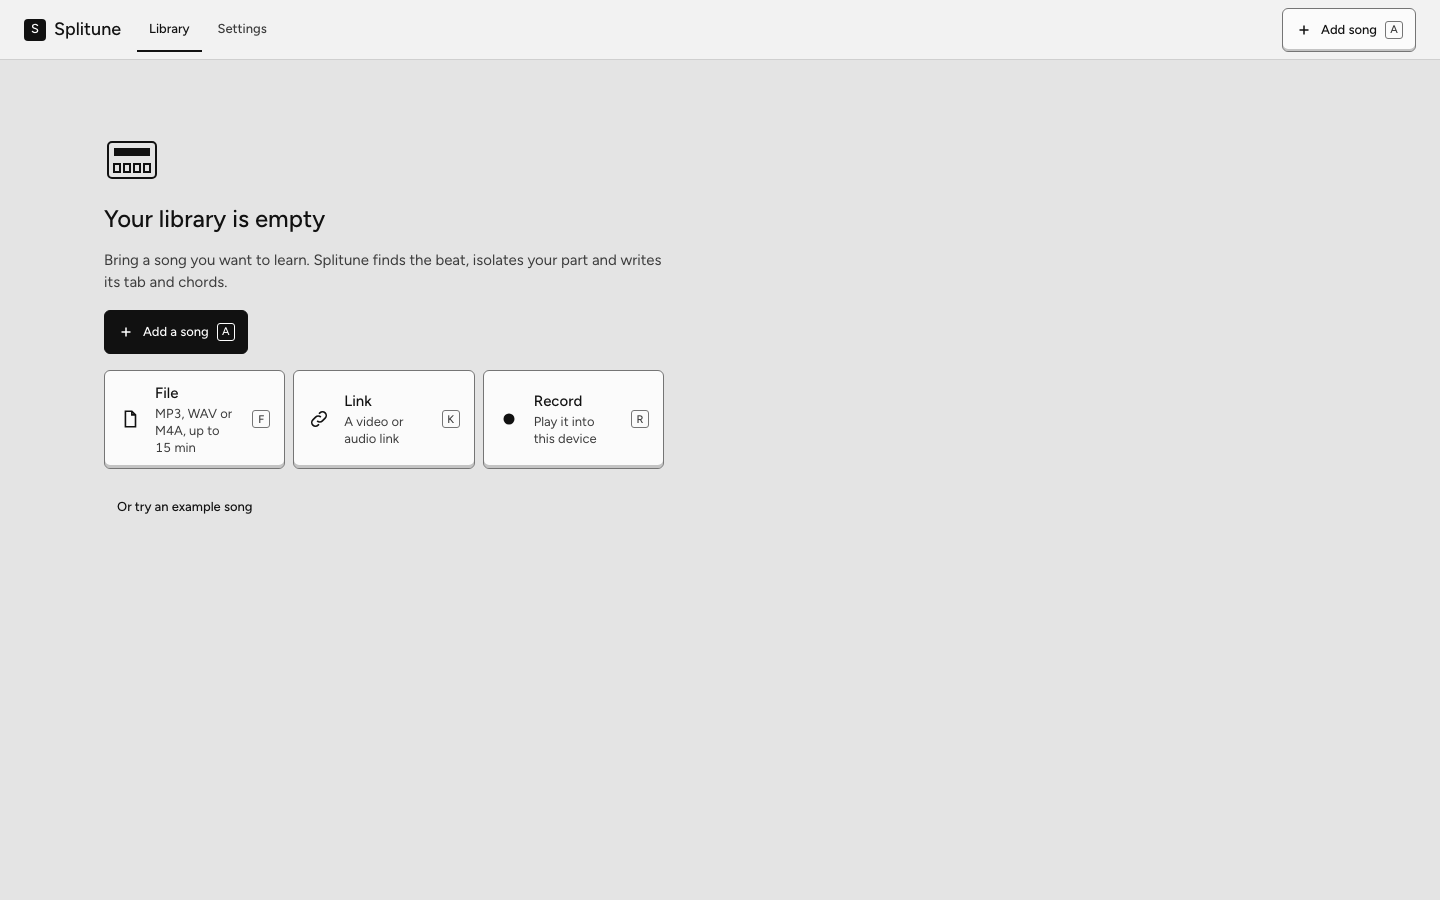 S Splitune Library Settings + Add song A
Your library is empty
Bring a song you want to learn. Splitune finds the beat, isolates your part and writes
its tab and chords.
+ Add a song A
File
MP3, WAV or
M4A, up to
15 min
F
Link
A video or
audio link
K
Record
Play it into
this device
R
Or try an example song